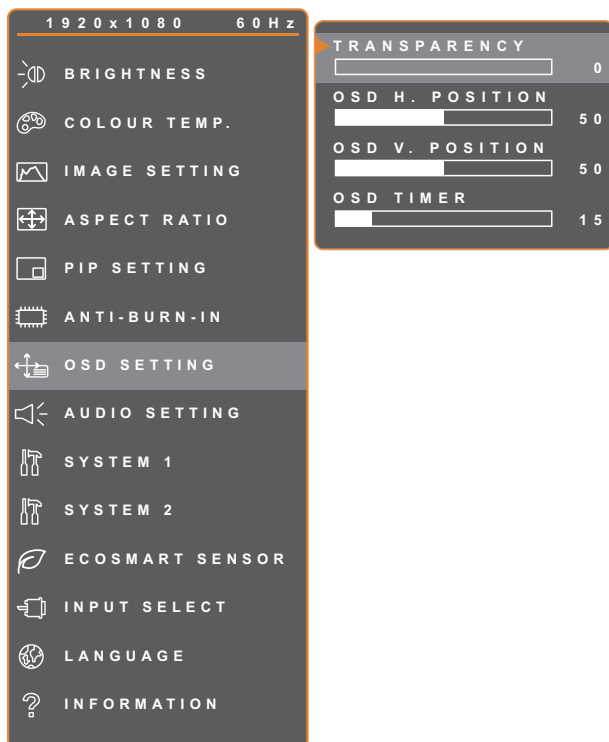 1920x1080 60Hz
BRIGHTNESS
COLOUR TEMP.
IMAGE SETTING
ASPECT RATIO
PIP SETTING
ANTI-BURN-IN
OSD SETTING
AUDIO SETTING
SYSTEM 1
SYSTEM 2
ECOSMART SENSOR
INPUT SELECT
LANGUAGE
INFORMATION
TRANSPARENCY
0
OSD H. POSITION
50
OSD V. POSITION
50
OSD TIMER
15